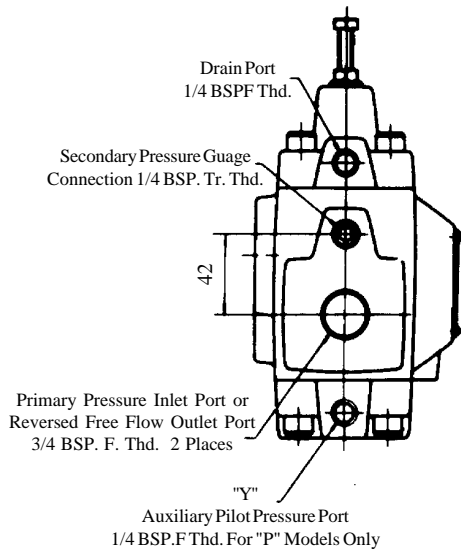 Drain Port
1/4 BSPF Thd.
Secondary Pressure Guage
Connection 1/4 BSP. Tr. Thd.
42
Primary Pressure Inlet Port or
Reversed Free Flow Outlet Port
3/4 BSP. F. Thd. 2 Places
"Y"
Auxiliary Pilot Pressure Port
1/4 BSP.F Thd. For "P" Models Only